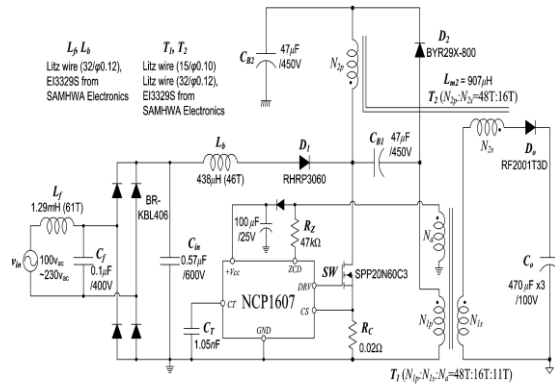 L_f, L_b
Litz wire (32/φ0.12),
EI3329S from
SAMHWA Electronics
T_1, T_2
Litz wire (15/φ0.10)
Litz wire (32/φ0.12),
EI3329S from
SAMHWA Electronics
C_B2
47μF
/450V
N_2p
D_2
BYR29X-800
L_m2 = 907μH
T_2 (N_2p:N_2s=48T:16T)
L_b
438μH (46T)
D_1
RHRP3060
C_B1
47μF
/450V
N_2s
D_o
RF2001T3D
L_f
1.29mH (61T)
BR-
KBL406
100μF
/25V
R_Z
47kΩ
N_a
v_in
100vac
~230vac
C_f
0.1μF
/400V
C_in
0.57μF
/600V
+Vcc
ZCD
DRV
SW
SPP20N60C3
C_o
470μF x3
/100V
CT
NCP1607
CS
GND
C_T
1.05nF
R_C
0.02Ω
N_1p
N_1s
T_1 (N_1p:N_1s:N_a=48T:16T:11T)